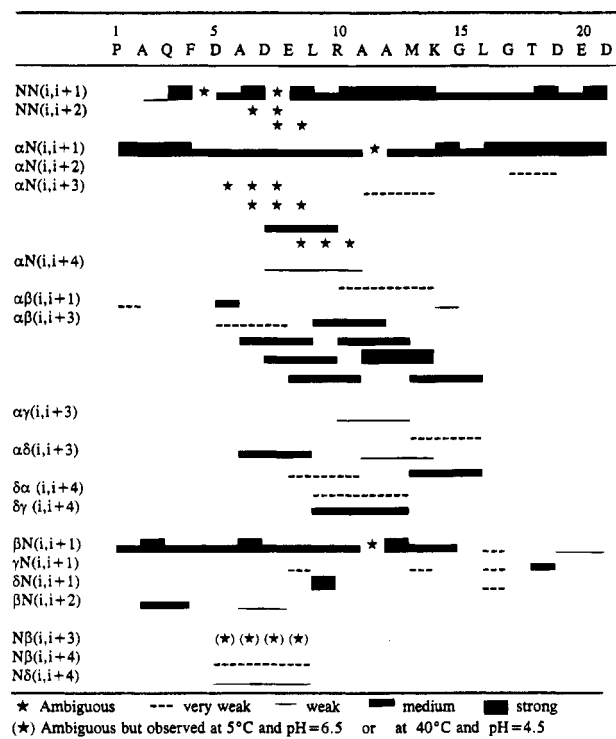 1 5 10 15 20
P A Q F D A D E L R A A M K G L G T D E D
NN(i,i+1) ★ ★
NN(i,i+2) ★ ★
★ ★
αN(i,i+1) ★
αN(i,i+2)
αN(i,i+3) ★ ★ ★
★ ★ ★
★ ★ ★
αN(i,i+4)
αβ(i,i+1)
αβ(i,i+3)
αγ(i,i+3)
αδ(i,i+3)
δα (i,i+4)
δγ (i,i+4)
βN(i,i+1) ★
γN(i,i+1)
δN(i,i+1)
βN(i,i+2)
Nβ(i,i+3) (★) (★) (★) (★)
Nβ(i,i+4)
Nδ(i,i+4)
★ Ambiguous very weak weak medium strong
(★) Ambiguous but observed at 5°C and pH=6.5 or at 40°C and pH=4.5